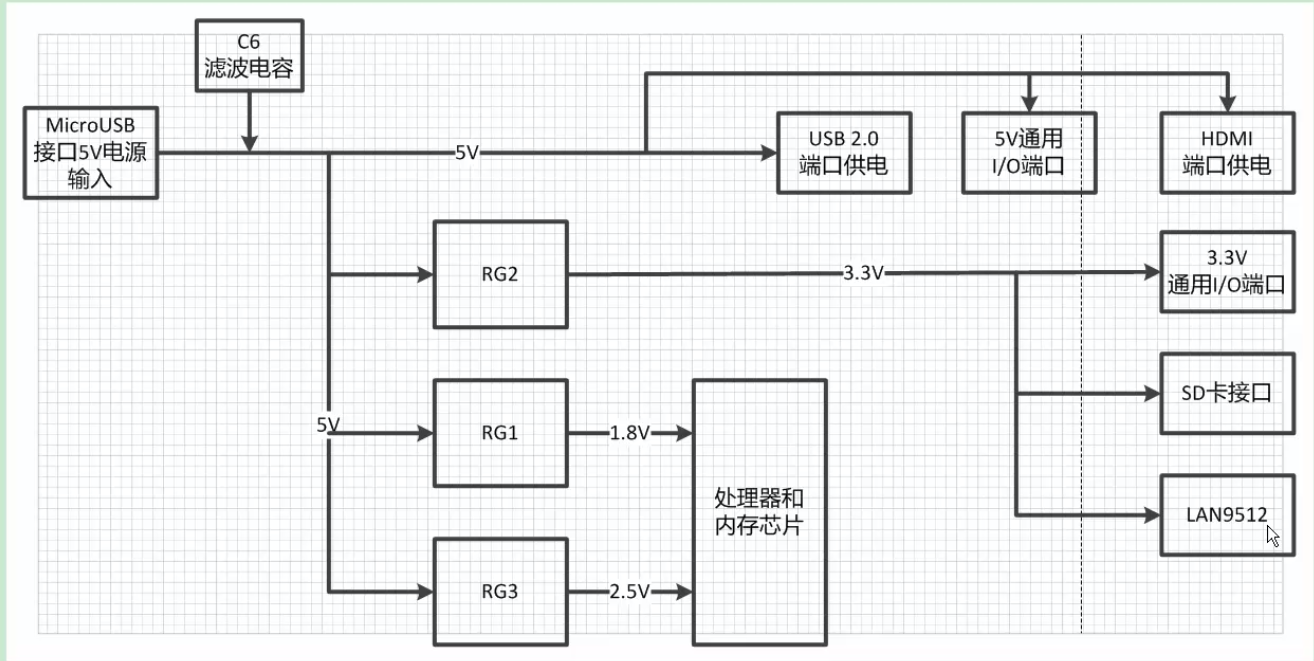 C6
滤波电容
MicroUSB
接口5V电源
输入
5V
USB 2.0
端口供电
5V通用
I/O端口
HDMI
端口供电
RG2
3.3V
3.3V
通用I/O端口
5V
RG1
1.8V
SD卡接口
处理器和
内存芯片
LAN9512
RG3
2.5V